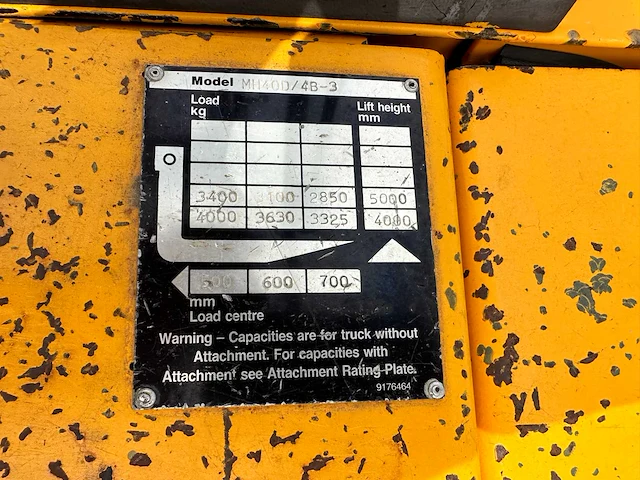 Model MH40D/4B-3
Load Lift height
kg mm
3400 2850 5000
4000 3630 3325 4000
600 700
mm
Load centre
Warning – Capacities are for truck without
Attachment. For capacities with
Attachment see Attachment Rating Plate.
9176464